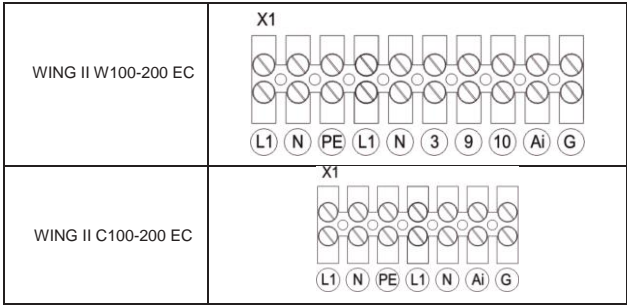 X1
WING II W100-200 EC
L1 N PE L1 N 3 9 10 Ai G
X1
WING II C100-200 EC
L1 N PE L1 N Ai G